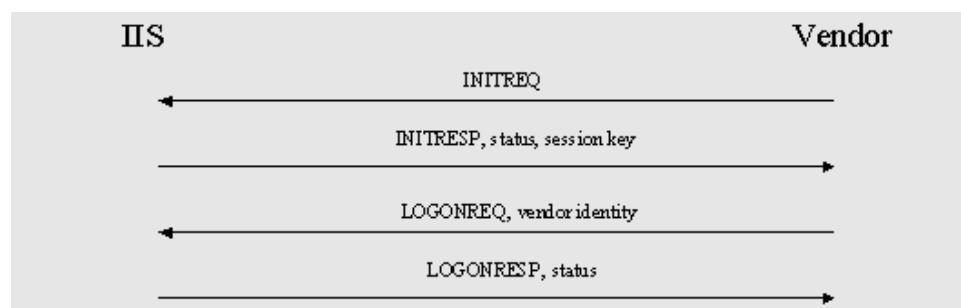 IIS Vendor
INITREQ
INITRESP, status, session key
LOGONREQ, vendor identity
LOGONRESP, status